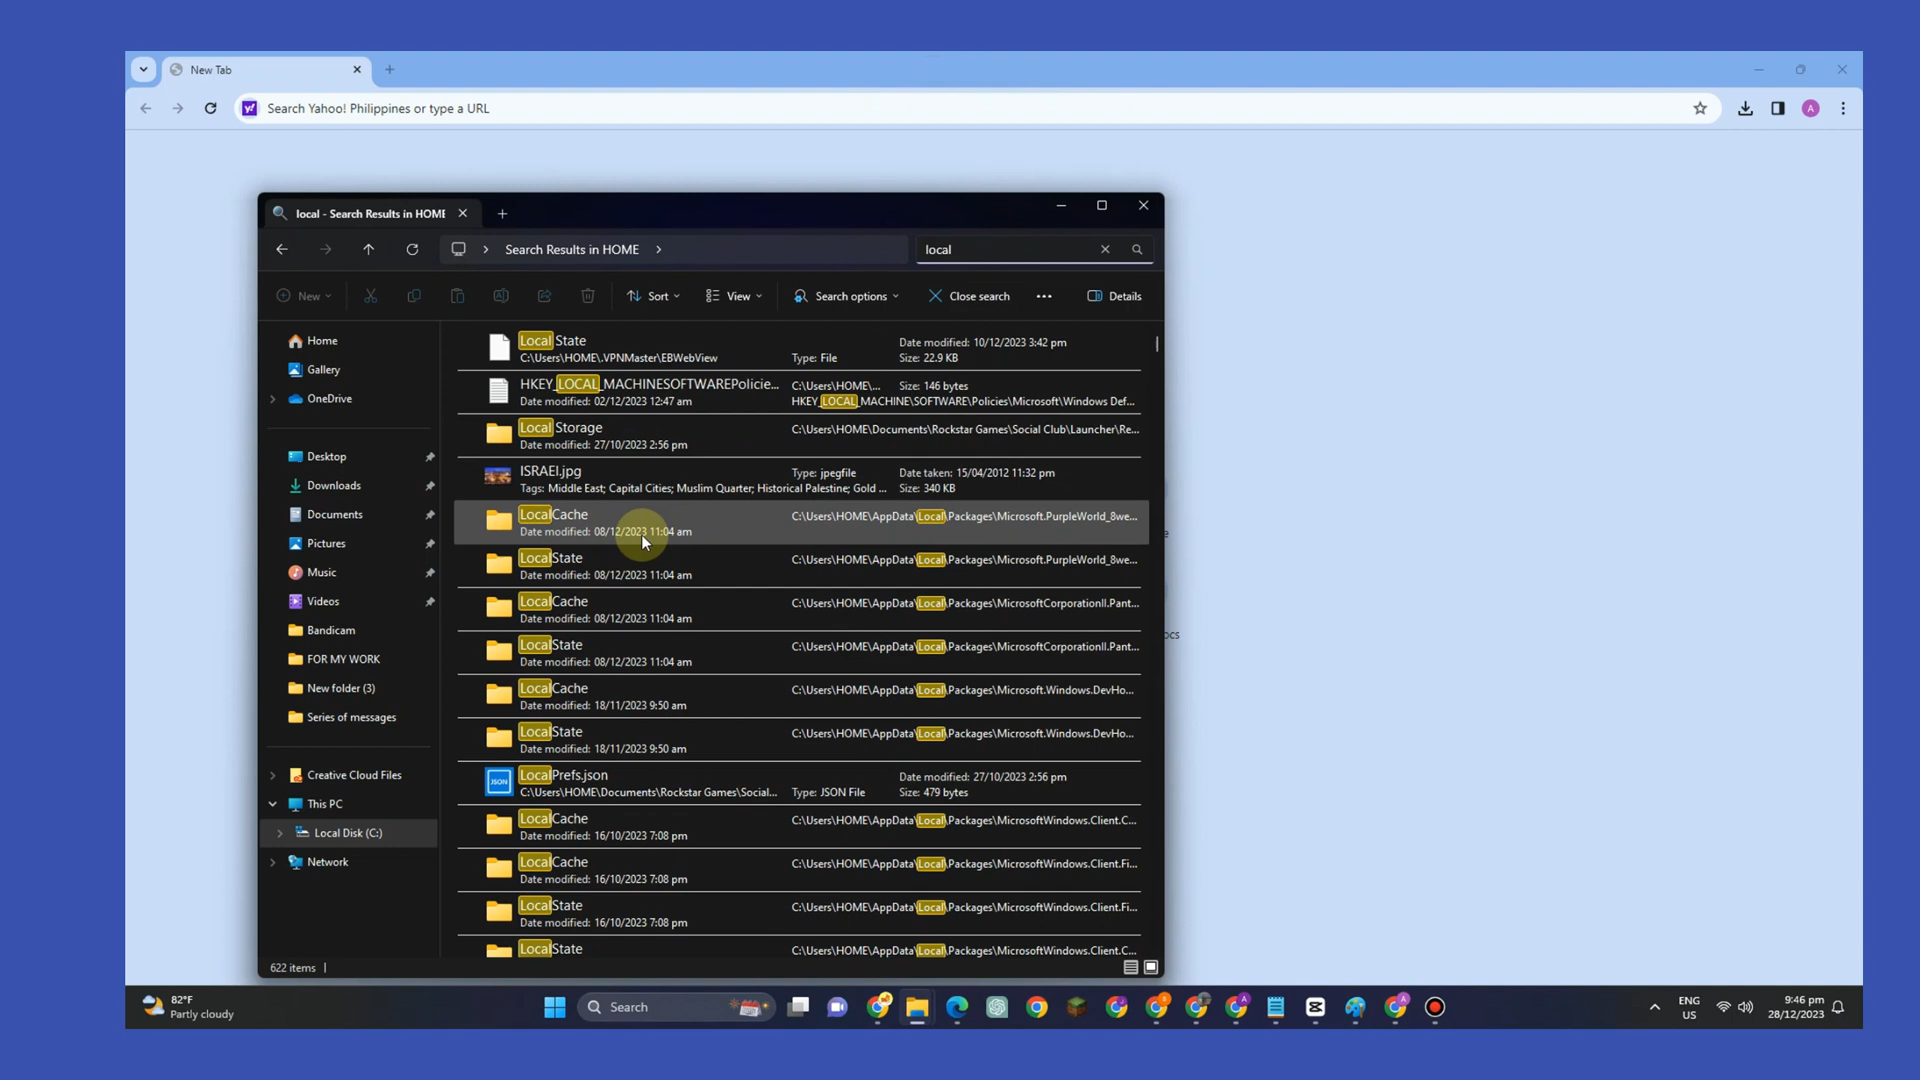 New Tab
Search Yahoo! Philippines or type a URL
A
local - Search Results in HOME
Search Results in HOME
local
New
Sort
View
Search options
Close search
Details
Home
Gallery
OneDrive
Desktop
Downloads
Documents
Pictures
Music
Videos
Bandicam
FOR MY WORK
New folder (3)
Series of messages
Creative Cloud Files
This PC
Local Disk (C:)
Network
Local State
Date modified: 10/12/2023 3:42 pm
C:\Users\HOME\.VPNMaster\EBWebView
Type: File
Size: 22.9 KB
HKEY_LOCAL_MACHINESOFTWAREPolicie...
C:\Users\HOME\...
Size: 146 bytes
Date modified: 02/12/2023 12:47 am
HKEY_LOCAL_MACHINE\SOFTWARE\Policies\Microsoft\Windows Def...
Local Storage
C:\Users\HOME\Documents\Rockstar Games\Social Club\Launcher\Re...
Date modified: 27/10/2023 2:56 pm
ISRAEl.jpg
Type: jpegfile
Date taken: 15/04/2012 11:32 pm
Tags: Middle East; Capital Cities; Muslim Quarter; Historical Palestine; Gold ...
Size: 340 KB
LocalCache
C:\Users\HOME\AppData\Local\Packages\Microsoft.PurpleWorld_8we...
Date modified: 08/12/2023 11:04 am
LocalState
C:\Users\HOME\AppData\Local\Packages\Microsoft.PurpleWorld_8we...
Date modified: 08/12/2023 11:04 am
LocalCache
C:\Users\HOME\AppData\Local\Packages\MicrosoftCorporationII.Pant...
Date modified: 08/12/2023 11:04 am
LocalState
C:\Users\HOME\AppData\Local\Packages\MicrosoftCorporationII.Pant...
Date modified: 08/12/2023 11:04 am
LocalCache
C:\Users\HOME\AppData\Local\Packages\Microsoft.Windows.DevHo...
Date modified: 18/11/2023 9:50 am
LocalState
C:\Users\HOME\AppData\Local\Packages\Microsoft.Windows.DevHo...
Date modified: 18/11/2023 9:50 am
JSON
LocalPrefs.json
Date modified: 27/10/2023 2:56 pm
C:\Users\HOME\Documents\Rockstar Games\Social...
Type: JSON File
Size: 479 bytes
LocalCache
C:\Users\HOME\AppData\Local\Packages\MicrosoftWindows.Client.C...
Date modified: 16/10/2023 7:08 pm
LocalCache
C:\Users\HOME\AppData\Local\Packages\MicrosoftWindows.Client.Fi...
Date modified: 16/10/2023 7:08 pm
LocalState
C:\Users\HOME\AppData\Local\Packages\MicrosoftWindows.Client.Fi...
Date modified: 16/10/2023 7:08 pm
LocalState
C:\Users\HOME\AppData\Local\Packages\MicrosoftWindows.Client.C...
622 items
e
ocs
82°F
Partly cloudy
Search
ENG
US
9:46 pm
28/12/2023